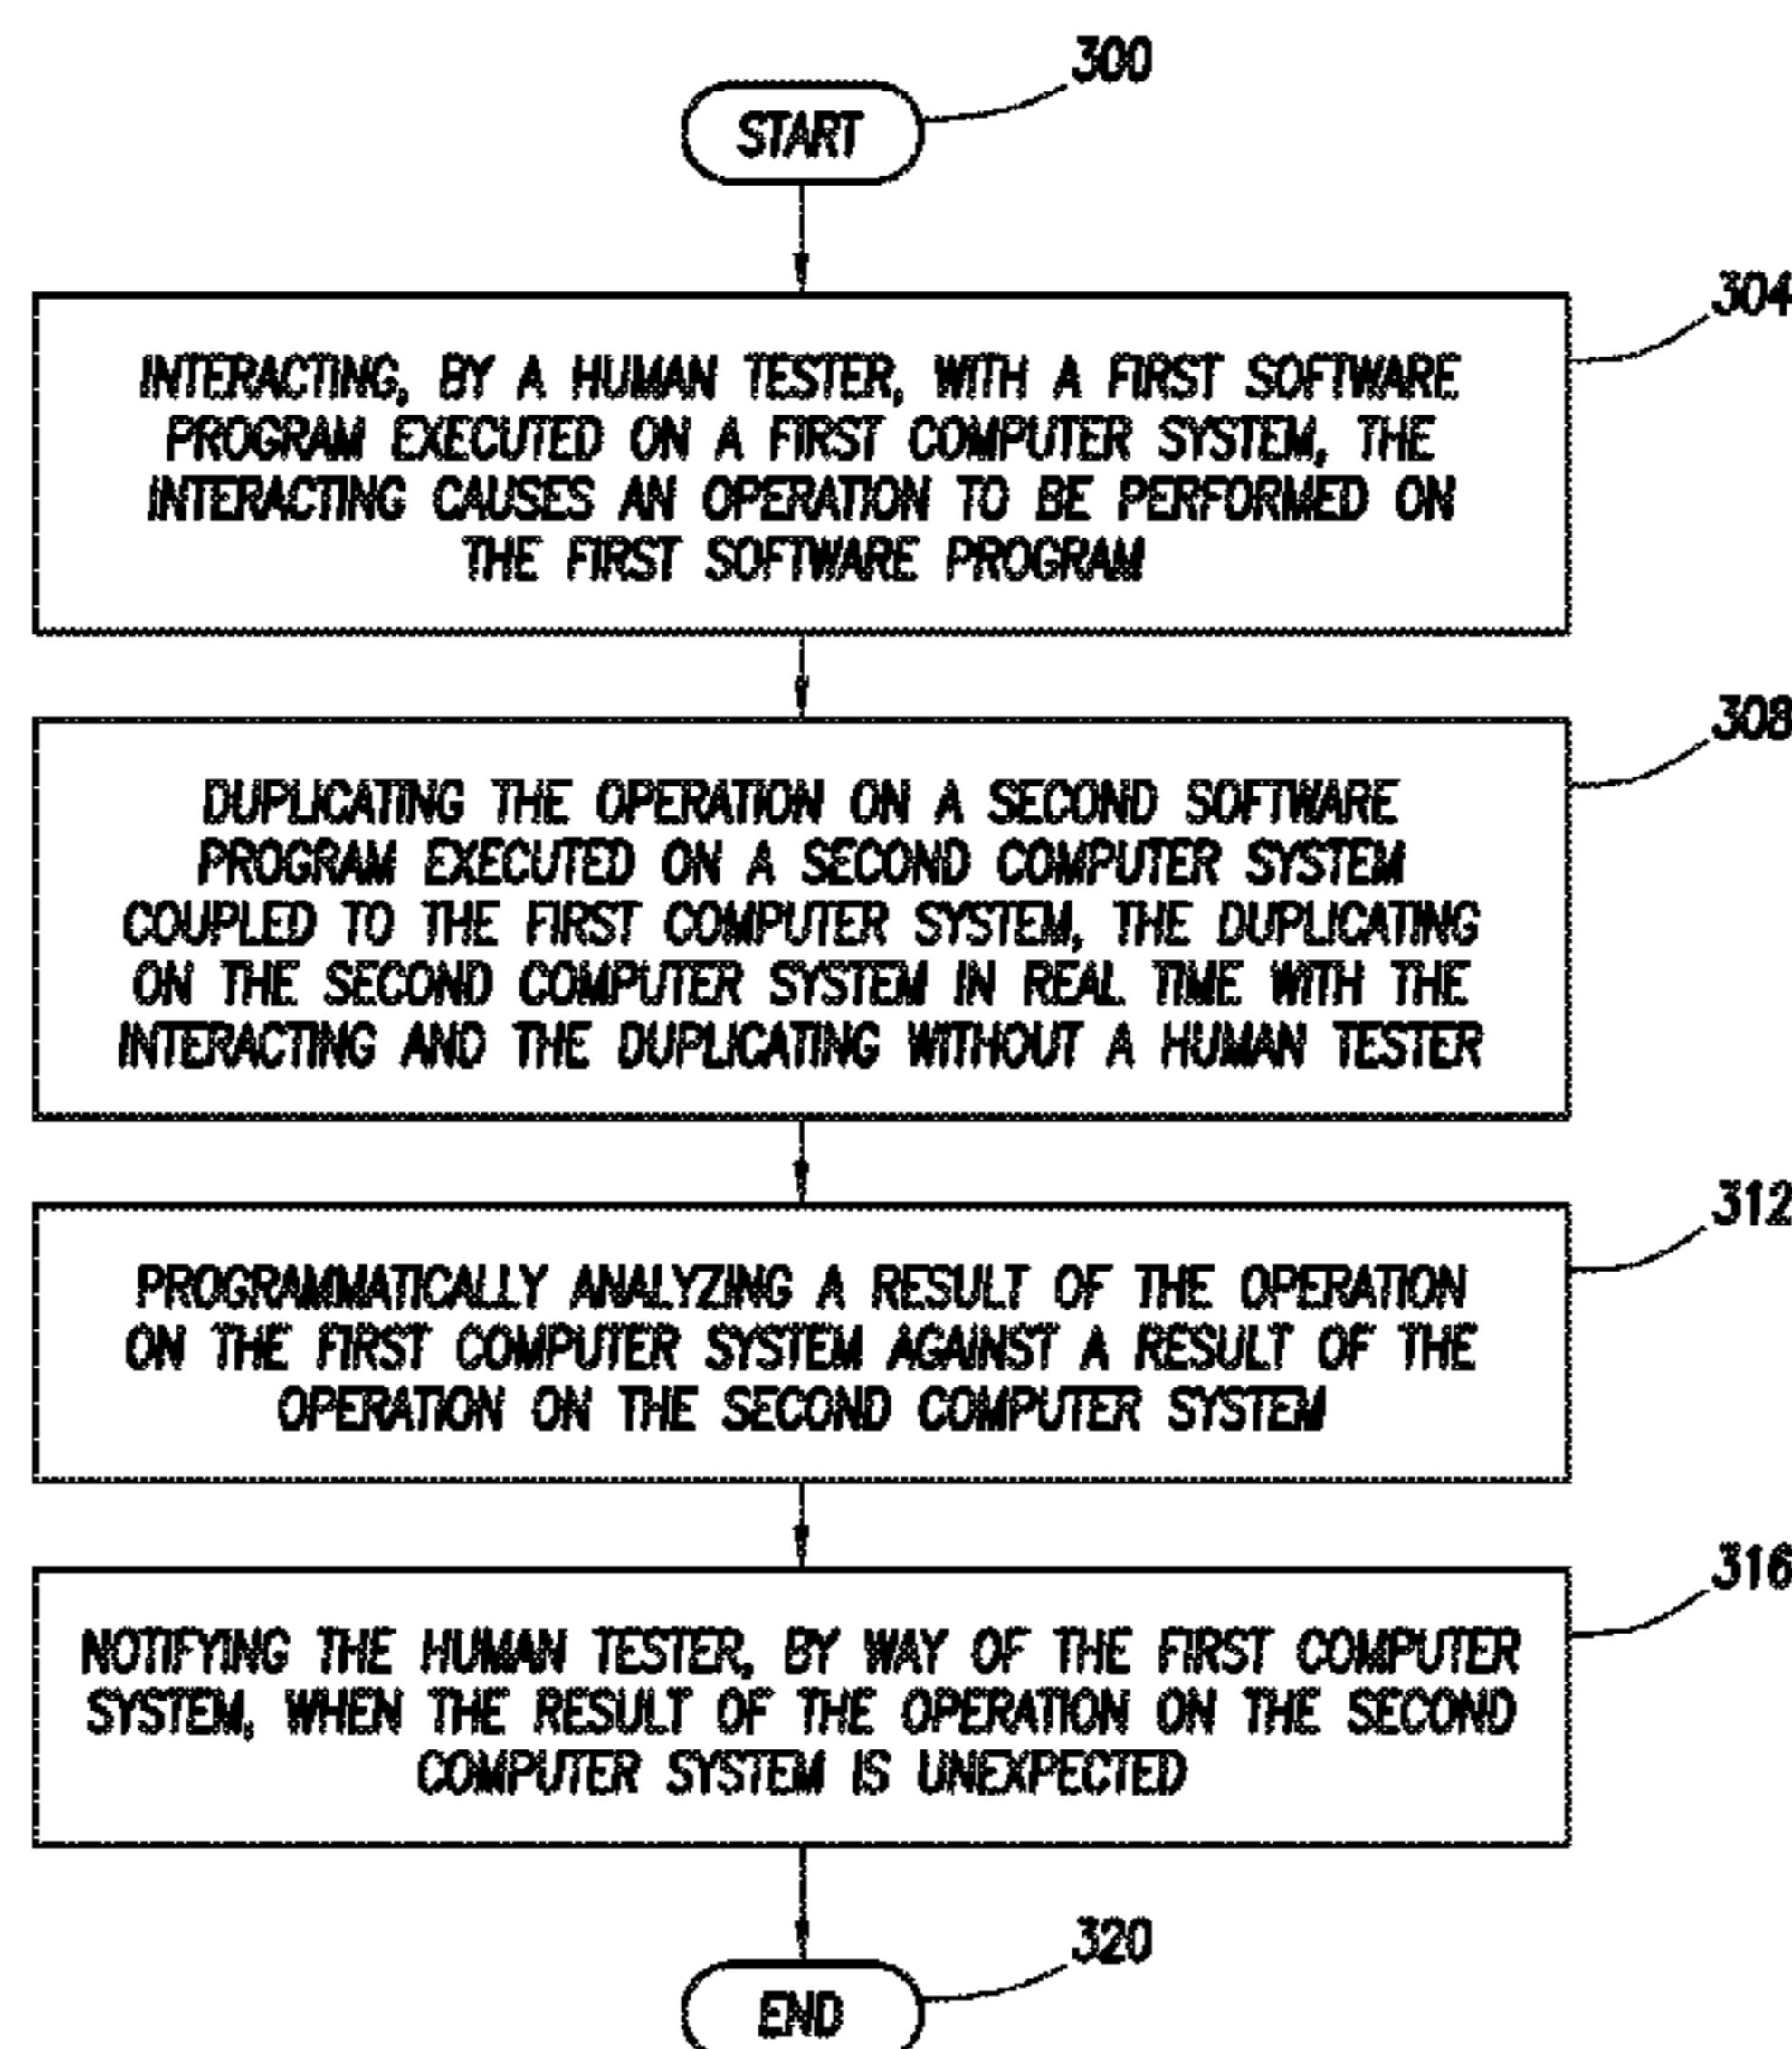 300
START
304
INTERACTING, BY A HUMAN TESTER, WITH A FIRST SOFTWARE
PROGRAM EXECUTED ON A FIRST COMPUTER SYSTEM, THE
INTERACTING CAUSES AN OPERATION TO BE PERFORMED ON
THE FIRST SOFTWARE PROGRAM
308
DUPLICATING THE OPERATION ON A SECOND SOFTWARE
PROGRAM EXECUTED ON A SECOND COMPUTER SYSTEM
COUPLED TO THE FIRST COMPUTER SYSTEM, THE DUPLICATING
ON THE SECOND COMPUTER SYSTEM IN REAL TIME WITH THE
INTERACTING AND THE DUPLICATING WITHOUT A HUMAN TESTER
312
PROGRAMMATICALLY ANALYZING A RESULT OF THE OPERATION
ON THE FIRST COMPUTER SYSTEM AGAINST A RESULT OF THE
OPERATION ON THE SECOND COMPUTER SYSTEM
316
NOTIFYING THE HUMAN TESTER, BY WAY OF THE FIRST COMPUTER
SYSTEM, WHEN THE RESULT OF THE OPERATION ON THE SECOND
COMPUTER SYSTEM IS UNEXPECTED
320
END